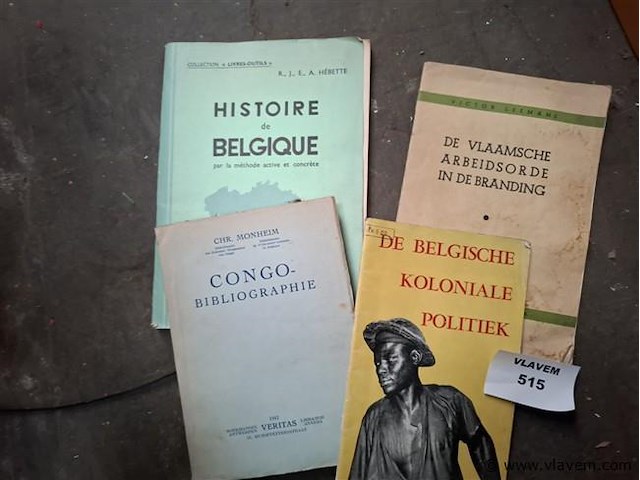 COLLECTION « LIVRES-OUTILS »
R., J., E., A. HÉBETTE
HISTOIRE
de
BELGIQUE
par la méthode active et concrète
VICTOR LEEMANS
DE VLAAMSCHE
ARBEIDSORDE
IN DE BRANDING
CHR. MONHEIM
CONGO-
BIBLIOGRAPHIE
VERITAS
DE BELGISCHE
KOLONIALE
POLITIEK
VLAVEM
515
© www.vlavem.com